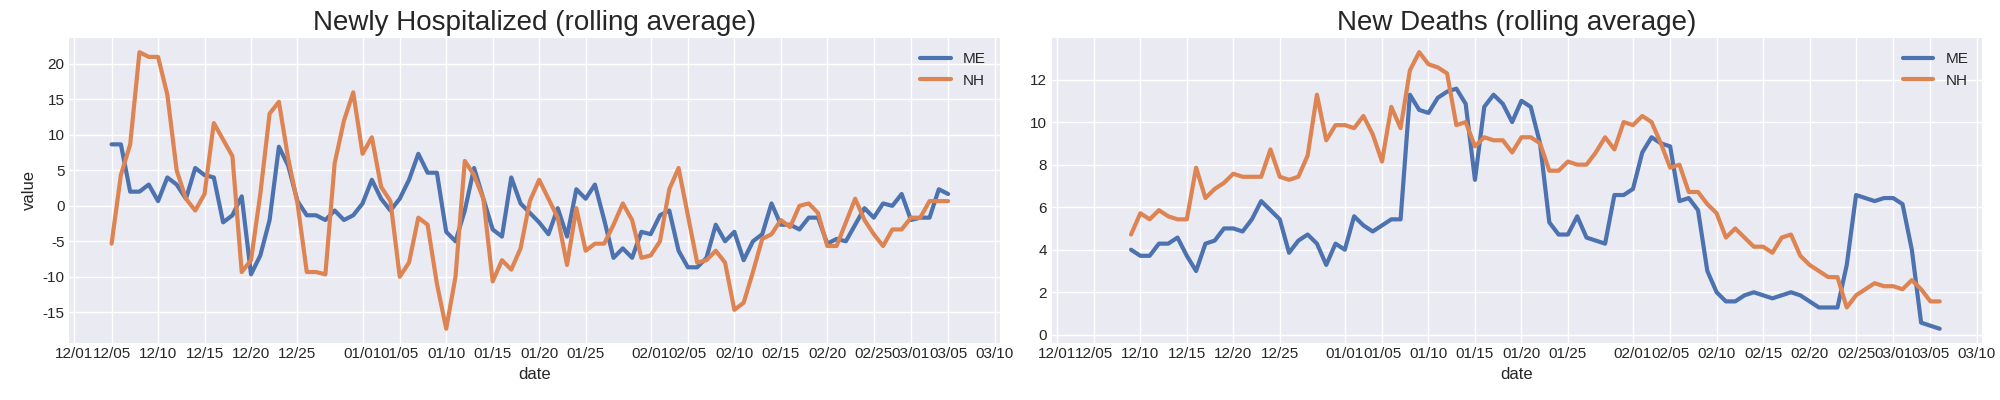 Newly Hospitalized (rolling average)
ME
NH
value
20
15
10
5
0
-5
-10
-15
12/01 12/05 12/10 12/15 12/20 12/25 01/01 01/05 01/10 01/15 01/20 01/25 02/01 02/05 02/10 02/15 02/20 02/25 03/01 03/05 03/10
date
New Deaths (rolling average)
ME
NH
12
10
8
6
4
2
0
12/01 12/05 12/10 12/15 12/20 12/25 01/01 01/05 01/10 01/15 01/20 01/25 02/01 02/05 02/10 02/15 02/20 02/25 03/01 03/05 03/10
date